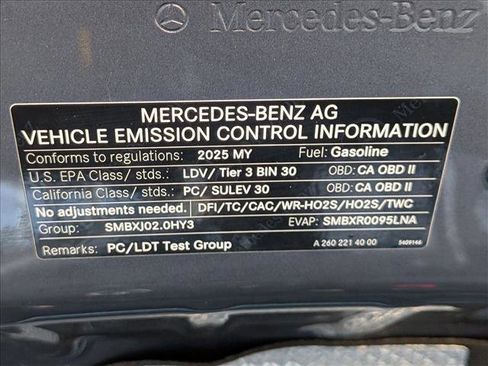 Mercedes-Benz
MERCEDES-BENZ AG
VEHICLE EMISSION CONTROL INFORMATION
Conforms to regulations: 2025 MY Fuel: Gasoline
U.S. EPA Class/ stds.: LDV/ Tier 3 BIN 30 OBD: CA OBD II
California Class/ stds.: PC/ SULEV 30 OBD: CA OBD II
No adjustments needed. DFI/TC/CAC/WR-HO2S/HO2S/TWC
Group: SMBXJ02.0HY3 EVAP: SMBXR0095LNA
Remarks: PC/LDT Test Group A 260 221 40 00